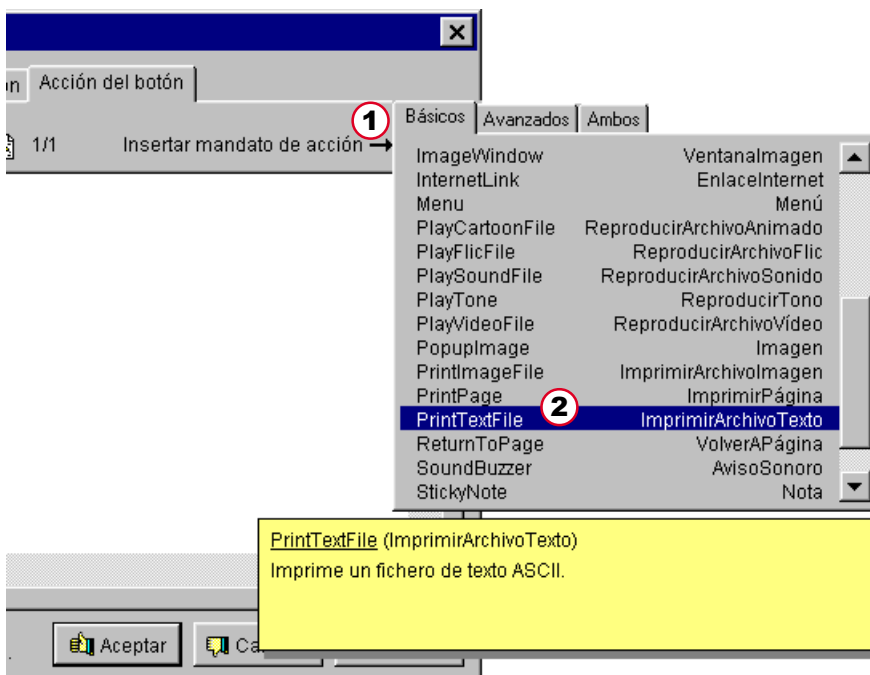 Acción del botón
1/1 Insertar mandato de acción
1
Básicos Avanzados Ambos
ImageWindow VentanaImagen
InternetLink EnlaceInternet
Menu Menú
PlayCartoonFile ReproducirArchivoAnimado
PlayFlicFile ReproducirArchivoFlic
PlaySoundFile ReproducirArchivoSonido
PlayTone ReproducirTono
PlayVideoFile ReproducirArchivoVídeo
PopupImage Imagen
PrintImageFile ImprimirArchivoImagen
PrintPage ImprimirPágina
2
PrintTextFile ImprimirArchivoTexto
ReturnToPage VolverAPágina
SoundBuzzer AvisoSonoro
StickyNote Nota
PrintTextFile (ImprimirArchivoTexto)
Imprime un fichero de texto ASCII.
Aceptar Ca